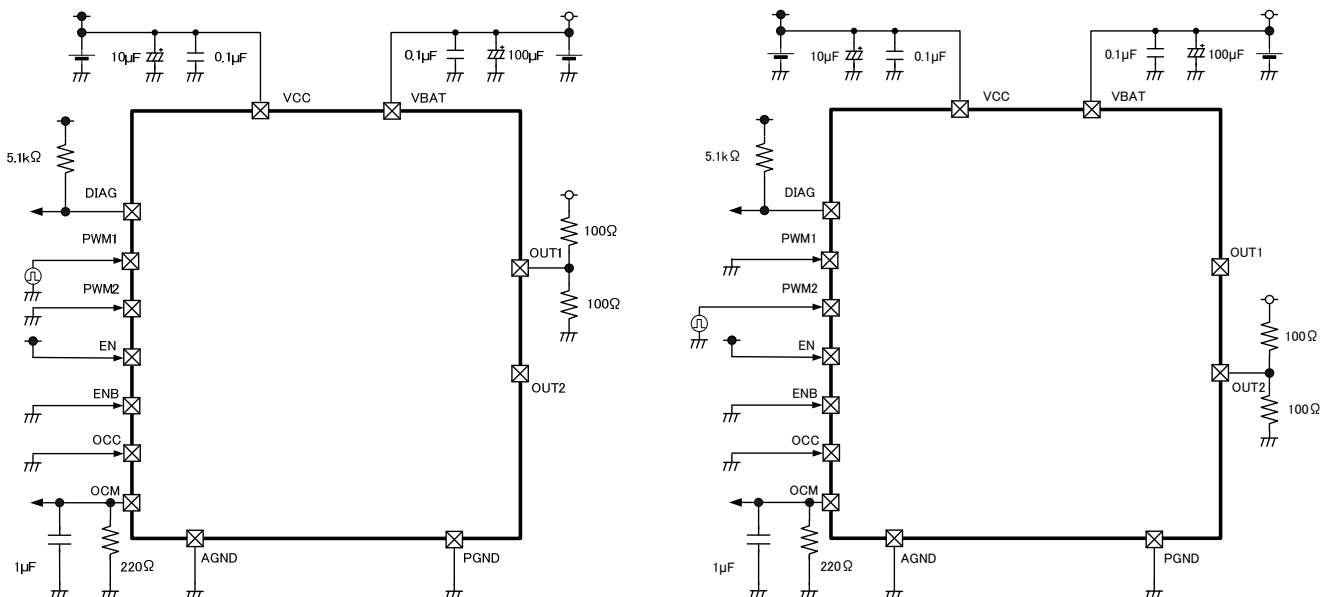 10μF
0.1μF
0.1μF
100μF
VCC
VBAT
5.1kΩ
DIAG
PWM1
PWM2
EN
ENB
OCC
OCM
OUT1
100Ω
100Ω
OUT2
1μF
220Ω
AGND
PGND
10μF
0.1μF
0.1μF
100μF
VCC
VBAT
5.1kΩ
DIAG
PWM1
PWM2
EN
ENB
OCC
OCM
OUT1
100Ω
OUT2
100Ω
1μF
220Ω
AGND
PGND